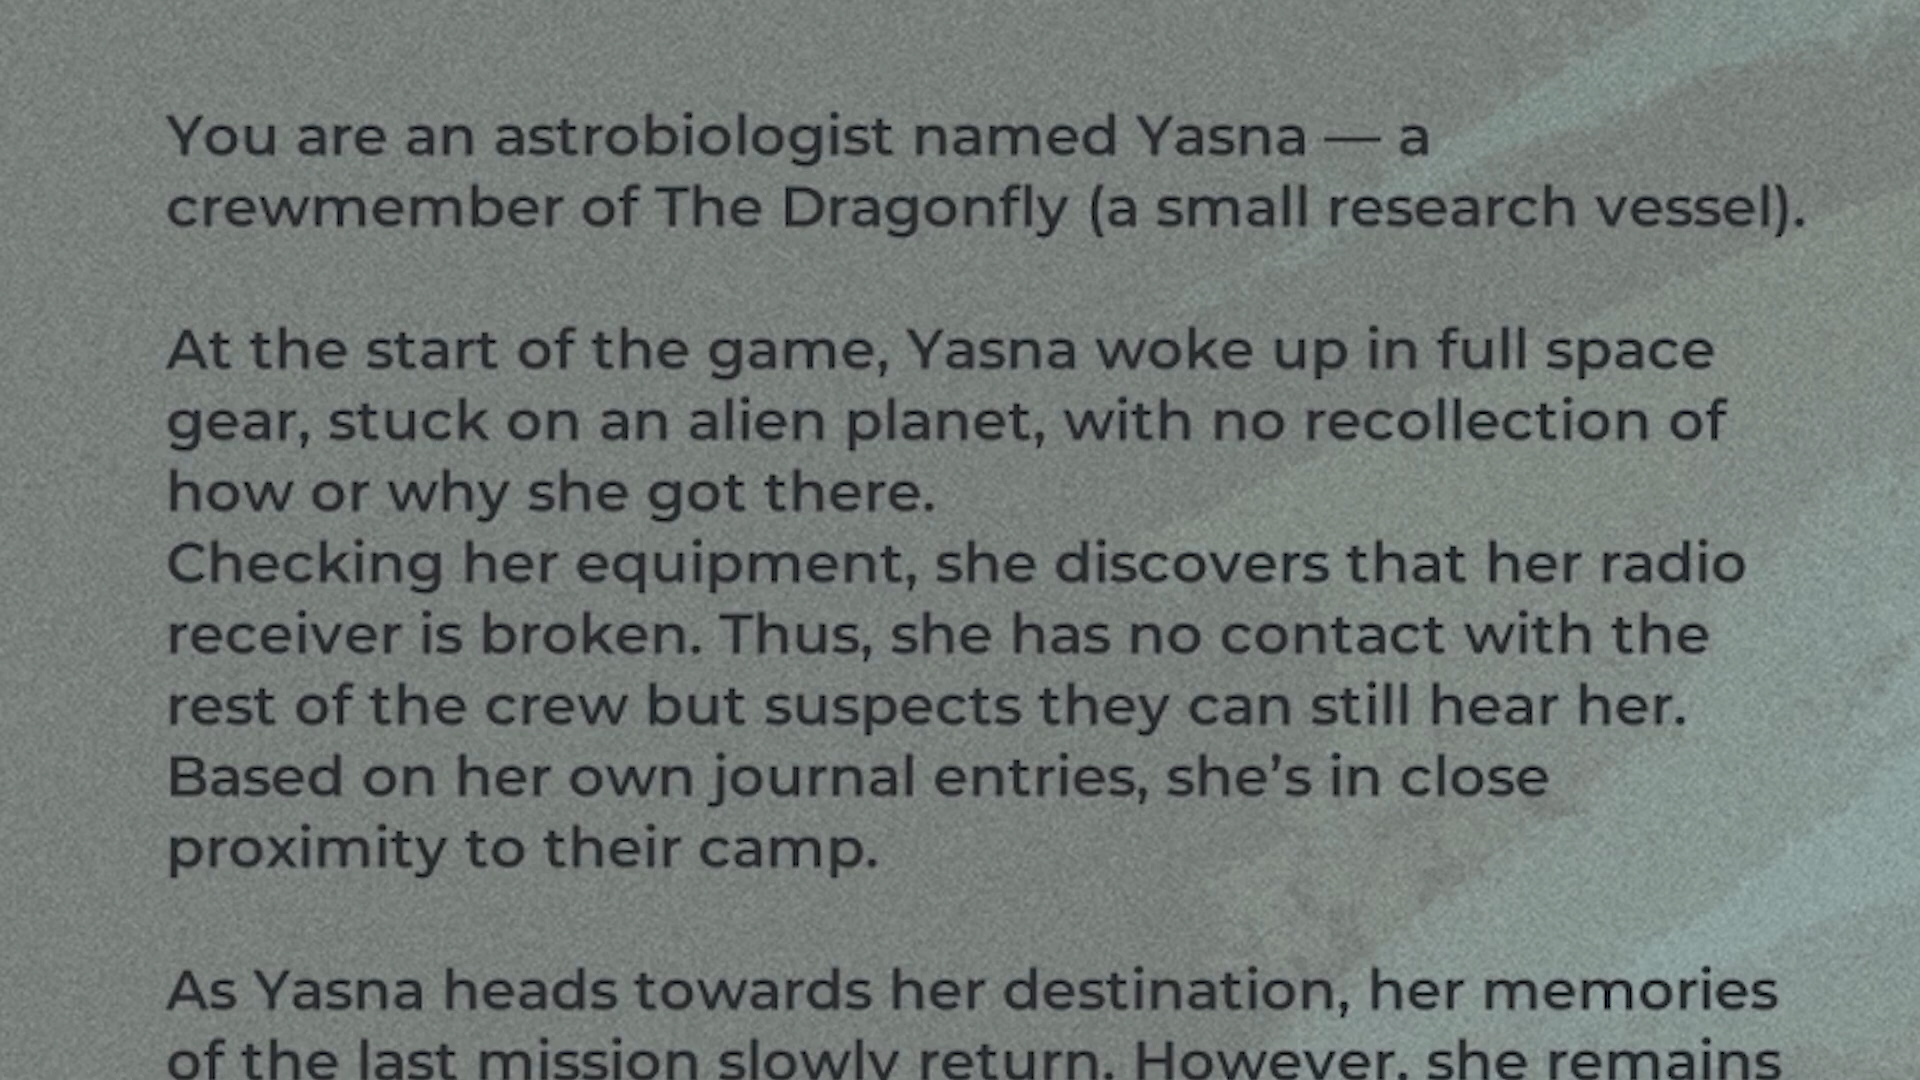 You are an astrobiologist named Yasna — a
crewmember of The Dragonfly (a small research vessel).
At the start of the game, Yasna woke up in full space
gear, stuck on an alien planet, with no recollection of
how or why she got there.
Checking her equipment, she discovers that her radio
receiver is broken. Thus, she has no contact with the
rest of the crew but suspects they can still hear her.
Based on her own journal entries, she’s in close
proximity to their camp.
As Yasna heads towards her destination, her memories
of the last mission slowly return. However, she remains